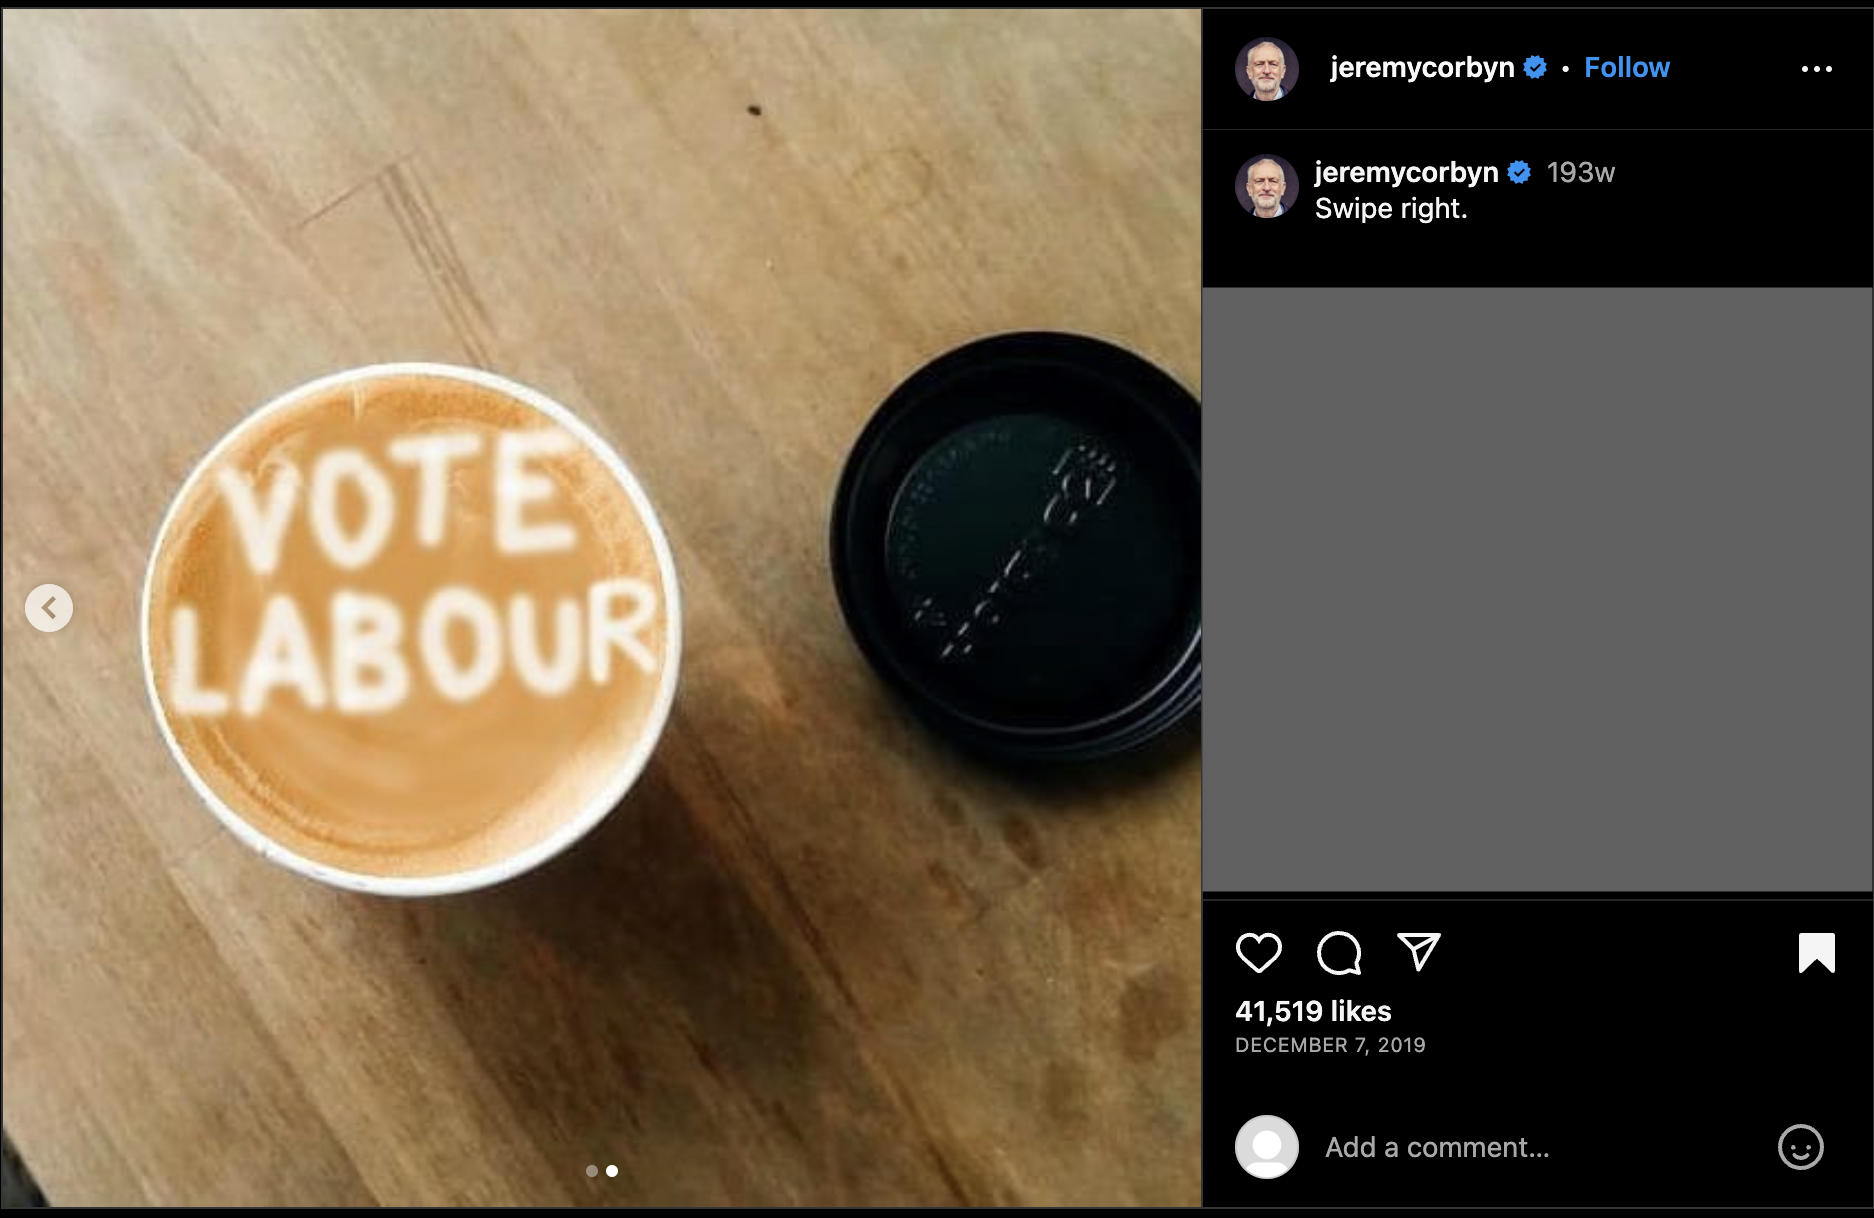 VOTE
LABOUR
jeremycorbyn • Follow
jeremycorbyn 193w
Swipe right.
41,519 likes
DECEMBER 7, 2019
Add a comment...